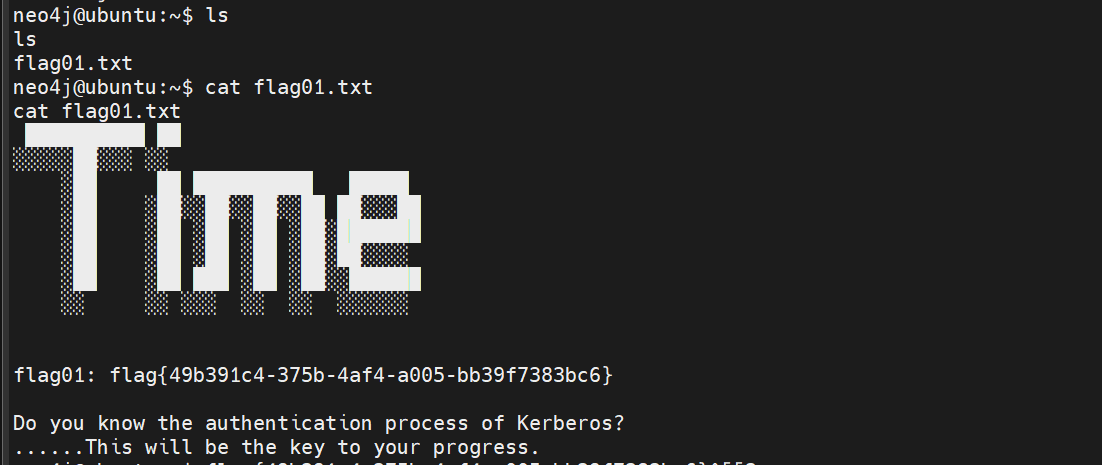 neo4j@ubuntu:~$ ls
ls
flag01.txt
neo4j@ubuntu:~$ cat flag01.txt
cat flag01.txt
Time
flag01: flag{49b391c4-375b-4af4-a005-bb39f7383bc6}
Do you know the authentication process of Kerberos?
......This will be the key to your progress.